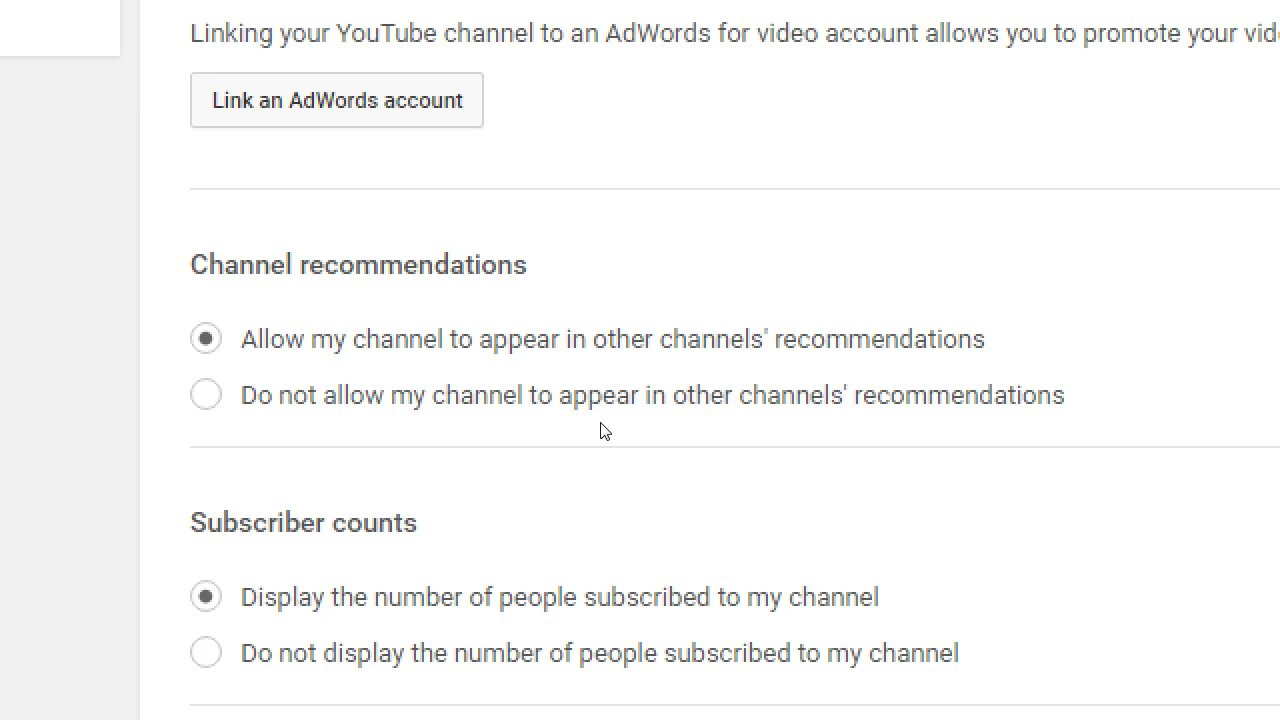 Linking your YouTube channel to an AdWords for video account allows you to promote your
Link an AdWords account
Channel recommendations
Allow my channel to appear in other channels' recommendations
Do not allow my channel to appear in other channels' recommendations
Subscriber counts
Display the number of people subscribed to my channel
Do not display the number of people subscribed to my channel